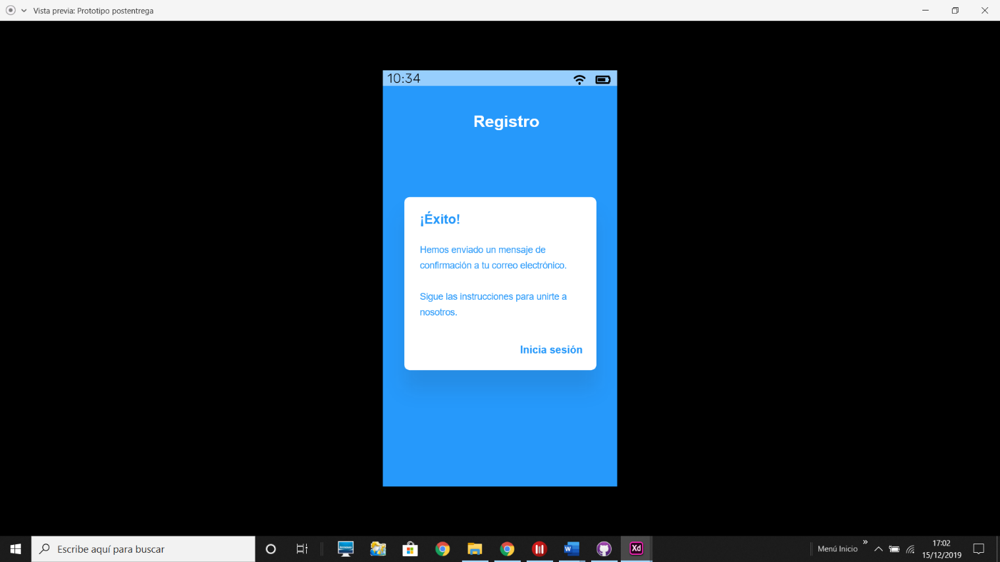 Vista previa: Prototipo postentrega
10:34
Registro
¡Éxito!
Hemos enviado un mensaje de
confirmación a tu correo electrónico.
Sigue las instrucciones para unirte a
nosotros.
Inicia sesión
Escribe aquí para buscar
W
Xd
Menú Inicio
17:02
15/12/2019